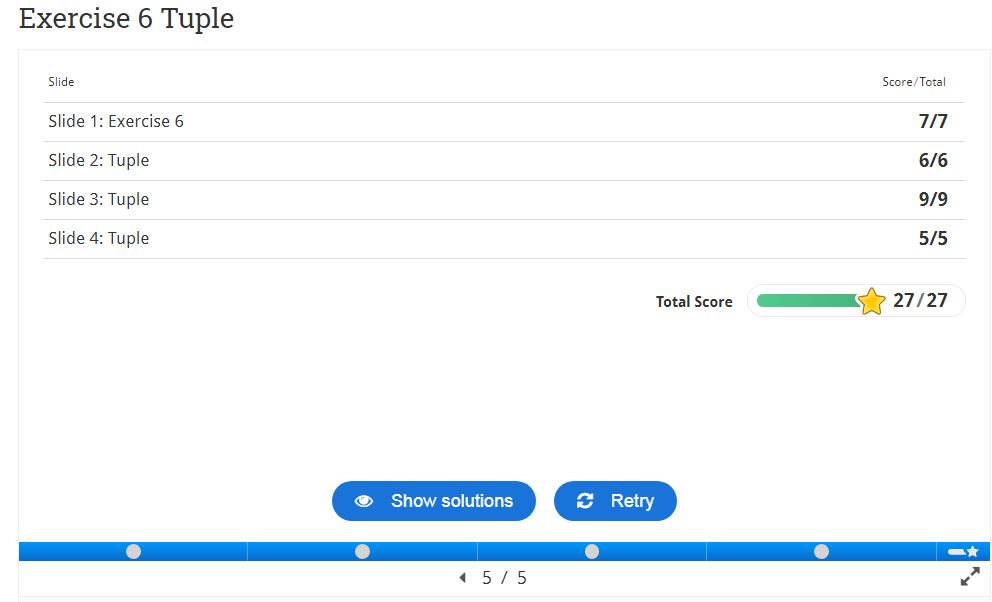 Exercise 6 Tuple
Slide Score/Total
Slide 1: Exercise 6 7/7
Slide 2: Tuple 6/6
Slide 3: Tuple 9/9
Slide 4: Tuple 5/5
Total Score 27/27
Show solutions Retry
5 / 5